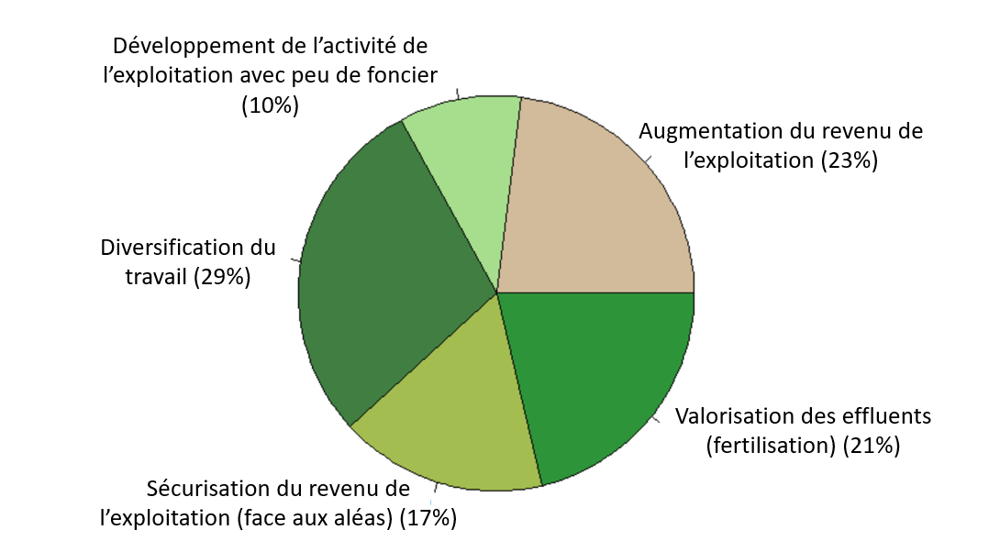 Développement de l’activité de
l’exploitation avec peu de foncier
(10%)
Augmentation du revenu de
l’exploitation (23%)
Diversification du
travail (29%)
Valorisation des effluents
(fertilisation) (21%)
Sécurisation du revenu de
l’exploitation (face aux aléas) (17%)